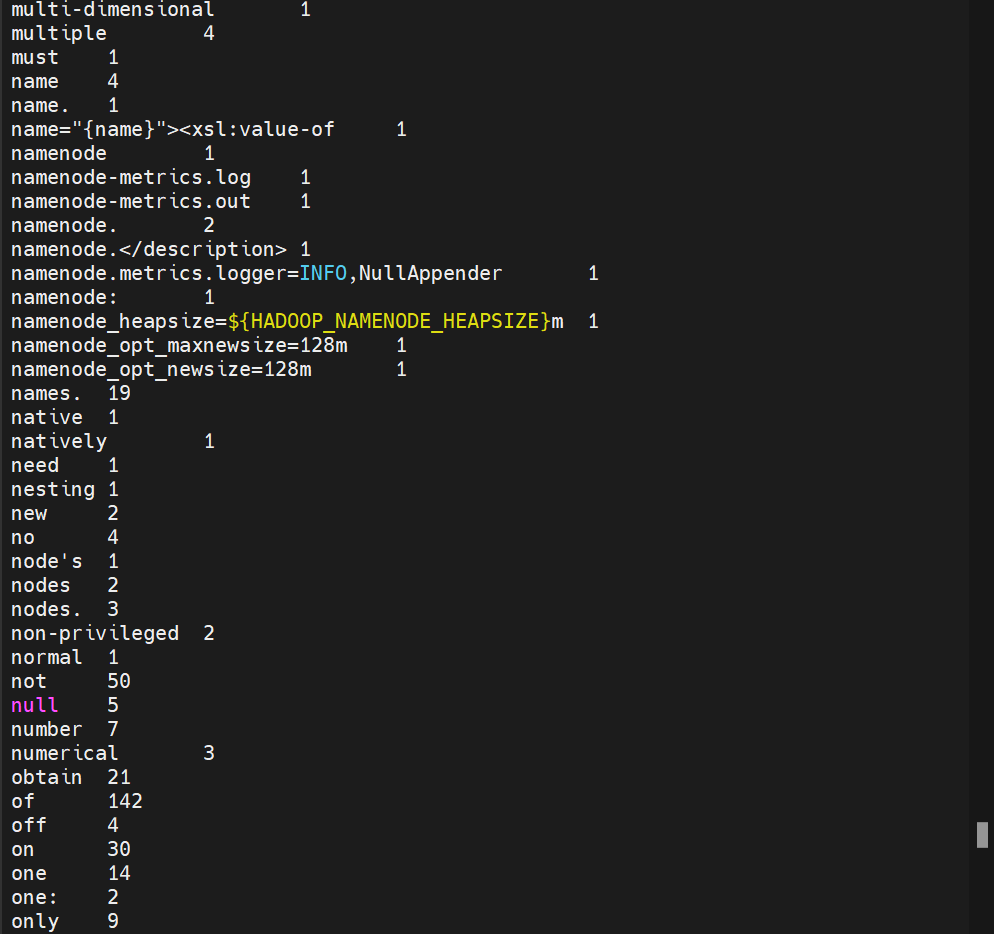 multi-dimensional	1
multiple	4
must	1
name	4
name.	1
name="{name}"><xsl:value-of	1
namenode	1
namenode-metrics.log	1
namenode-metrics.out	1
namenode.	2
namenode.</description>	1
namenode.metrics.logger=INFO,NullAppender	1
namenode:	1
namenode_heapsize=${HADOOP_NAMENODE_HEAPSIZE}m	1
namenode_opt_maxnewsize=128m	1
namenode_opt_newsize=128m	1
names.	19
native	1
natively	1
need	1
nesting	1
new	2
no	4
node's	1
nodes	2
nodes.	3
non-privileged	2
normal	1
not	50
null	5
number	7
numerical	3
obtain	21
of	142
off	4
on	30
one	14
one:	2
only	9